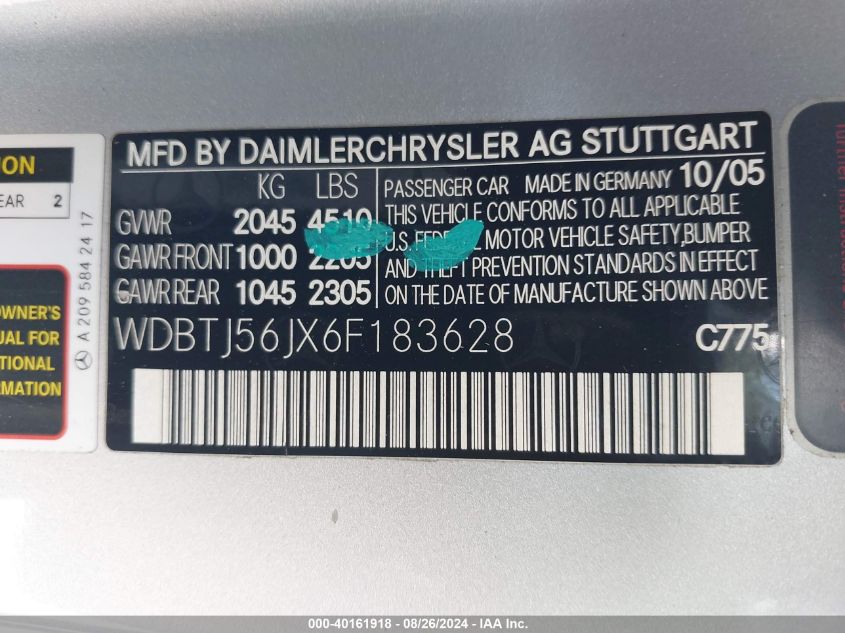 MFD BY DAIMLERCHRYSLER AG STUTTGART
KG LBS
GVWR 2045 4510
GAWR FRONT 1000 2205
GAWR REAR 1045 2305
PASSENGER CAR MADE IN GERMANY 10/05
THIS VEHICLE CONFORMS TO ALL APPLICABLE
U.S. FEDERAL MOTOR VEHICLE SAFETY, BUMPER
AND THEFT PREVENTION STANDARDS IN EFFECT
ON THE DATE OF MANUFACTURE SHOWN ABOVE
WDBTJ56JX6F183628 C775
ION
EAR 2
OWNER'S
UAL FOR
TIONAL
RMATION
A 209 584 24 17
000-40161918 - 08/26/2024 - IAA Inc.